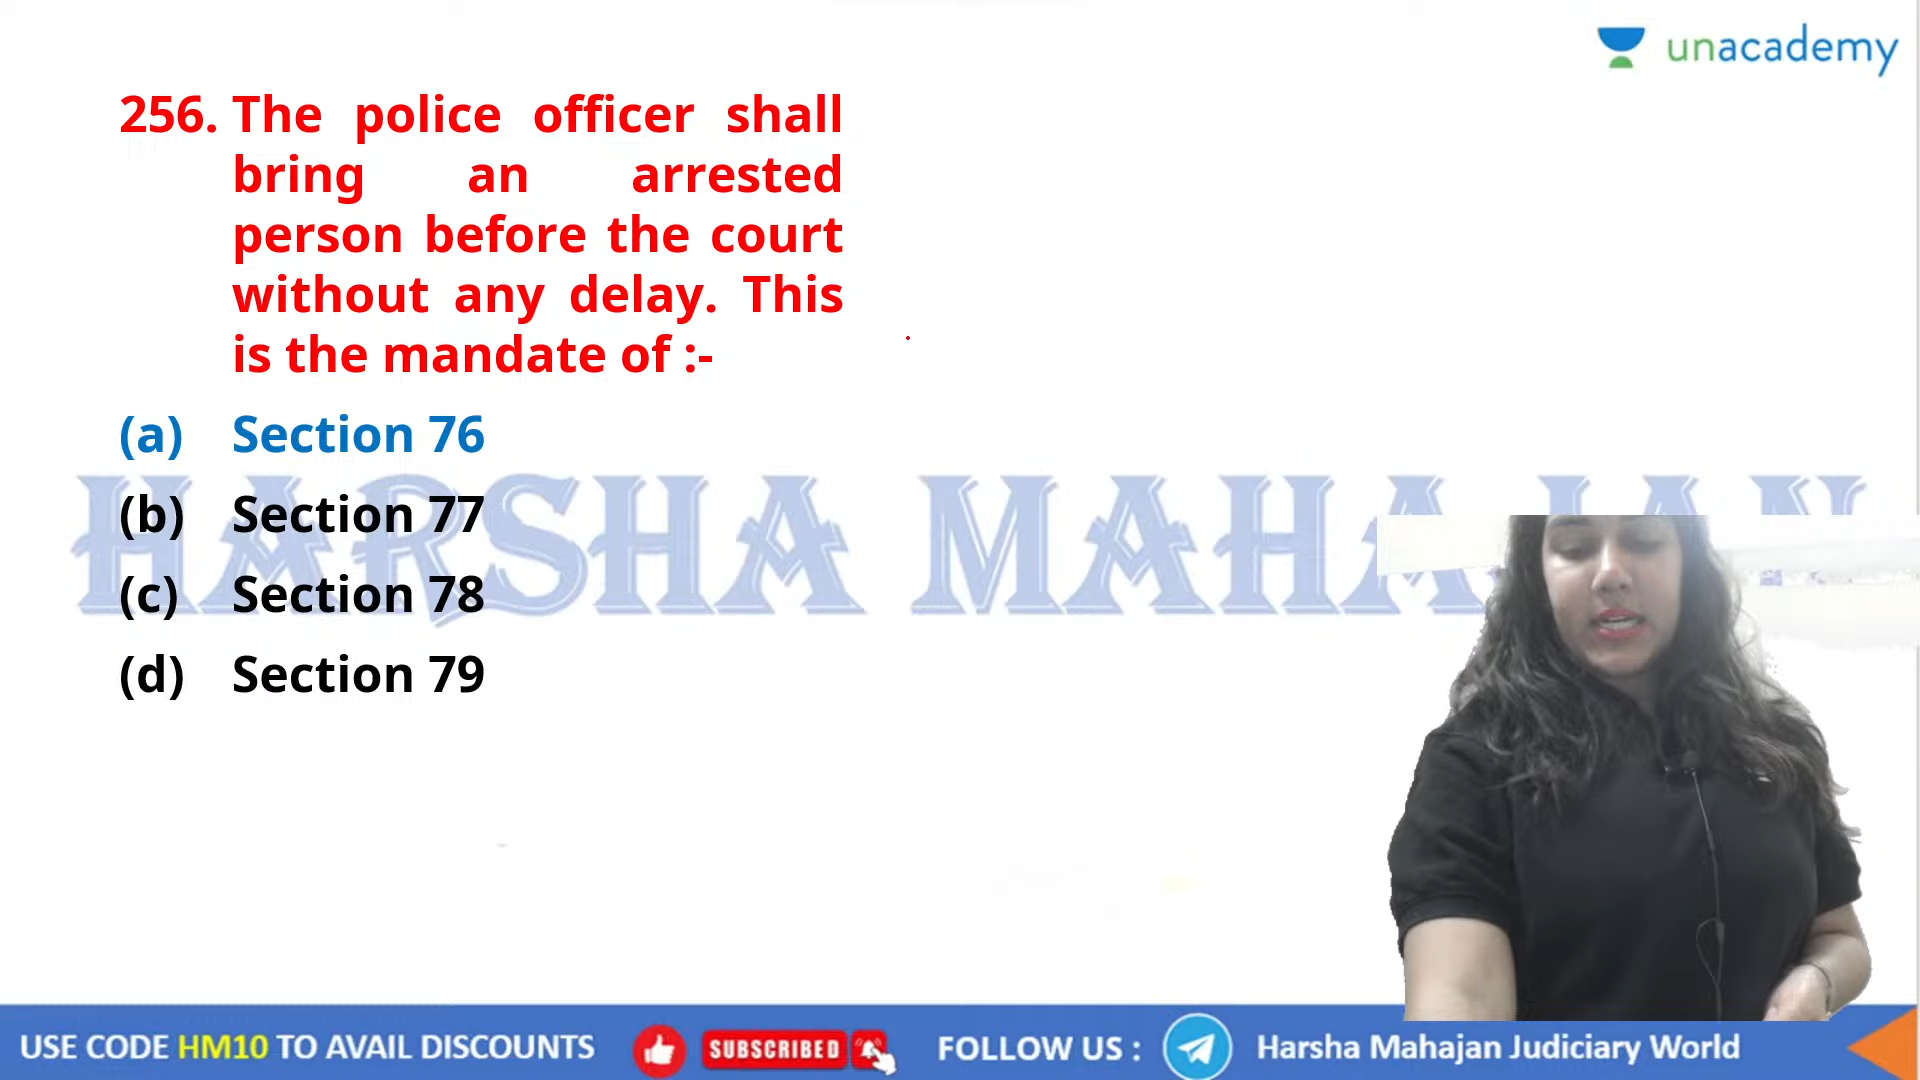 unacademy
256. The police officer shall
bring an arrested
person before the court
without any delay. This
is the mandate of :-
(a) Section 76
(b) Section 77
(c) Section 78
(d) Section 79
HARSHA MAHAJAN
USE CODE HM10 TO AVAIL DISCOUNTS
SUBSCRIBED
FOLLOW US :
Harsha Mahajan Judiciary World